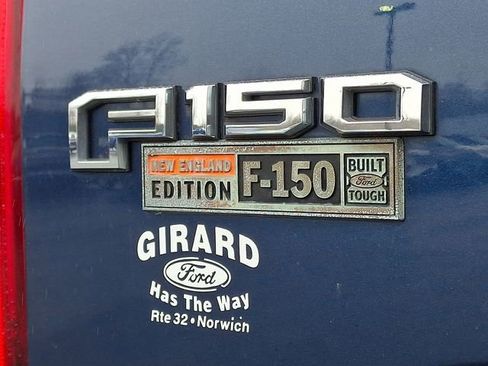 F150
NEW ENGLAND
EDITION
F-150
BUILT
Ford
TOUGH
GIRARD
Ford
Has The Way
Rte 32 • Norwich